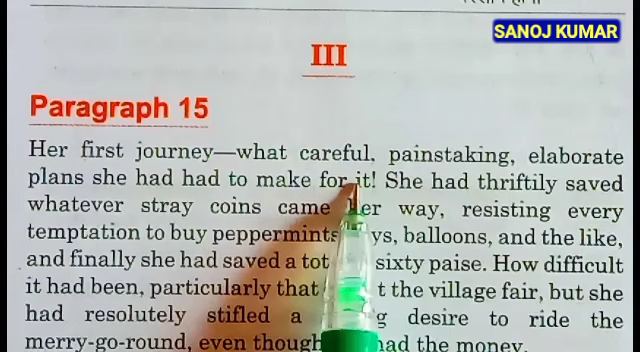 SANOJ KUMAR
III
Paragraph 15
Her first journey—what careful, painstaking, elaborate
plans she had had to make for it! She had thriftily saved
whatever stray coins came her way, resisting every
temptation to buy peppermints, balloons, and the like,
and finally she had saved a sixty paise. How difficult
it had been, particularly that the village fair, but she
had resolutely stifled a desire to ride the
merry-go-round, even though had the money.